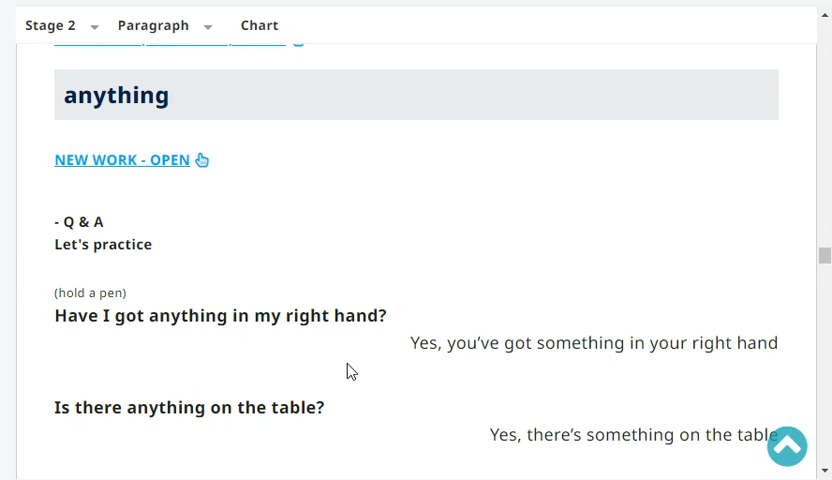 Stage 2 Paragraph Chart
anything
NEW WORK - OPEN
- Q & A
Let's practice
(hold a pen)
Have I got anything in my right hand?
Yes, you’ve got something in your right hand
Is there anything on the table?
Yes, there’s something on the table